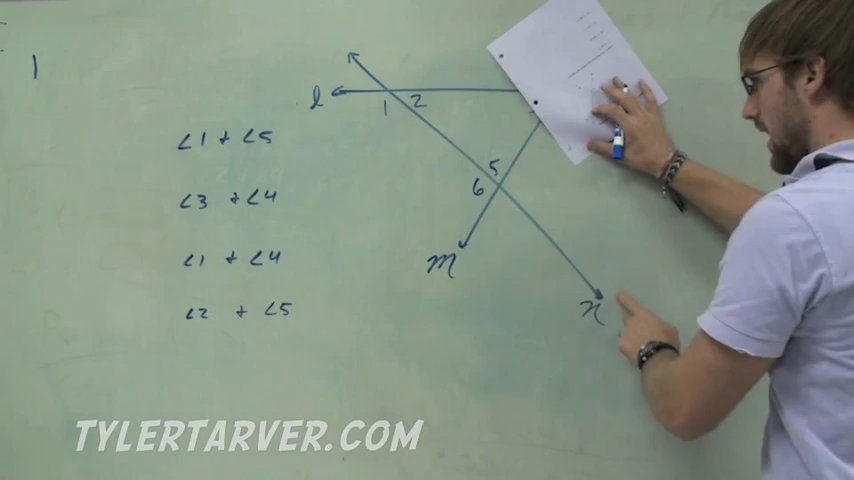 1
l
1 2
∠1 + ∠5
5
6
∠3 + ∠4
m
∠1 + ∠4
n
∠2 + ∠5
TYLERTARVER.COM